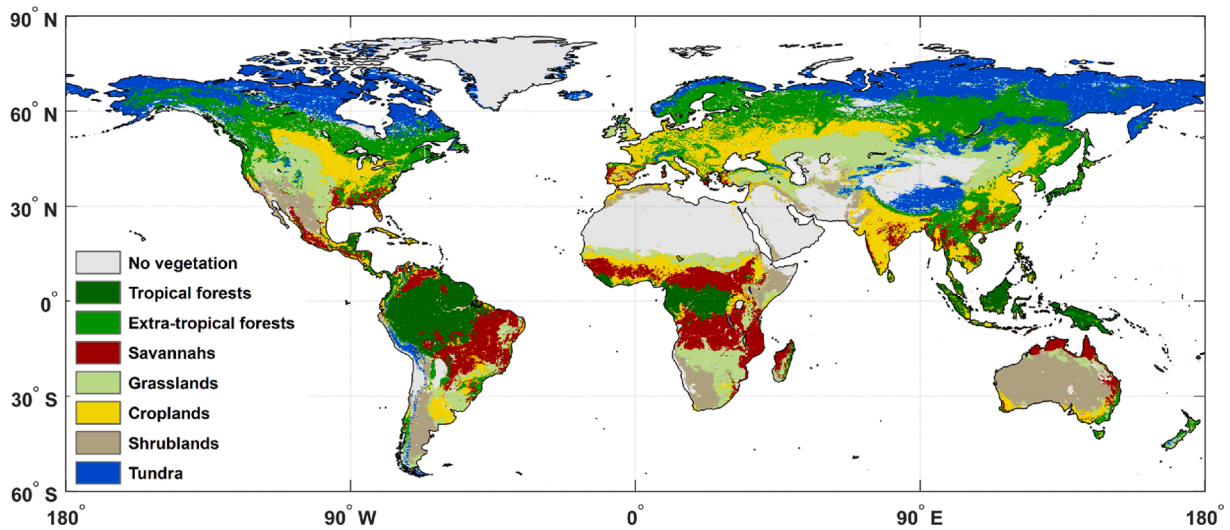 90° N
60° N
30° N
0°
30° S
60° S
No vegetation
Tropical forests
Extra-tropical forests
Savannahs
Grasslands
Croplands
Shrublands
Tundra
180°
90° W
0°
90° E
180°